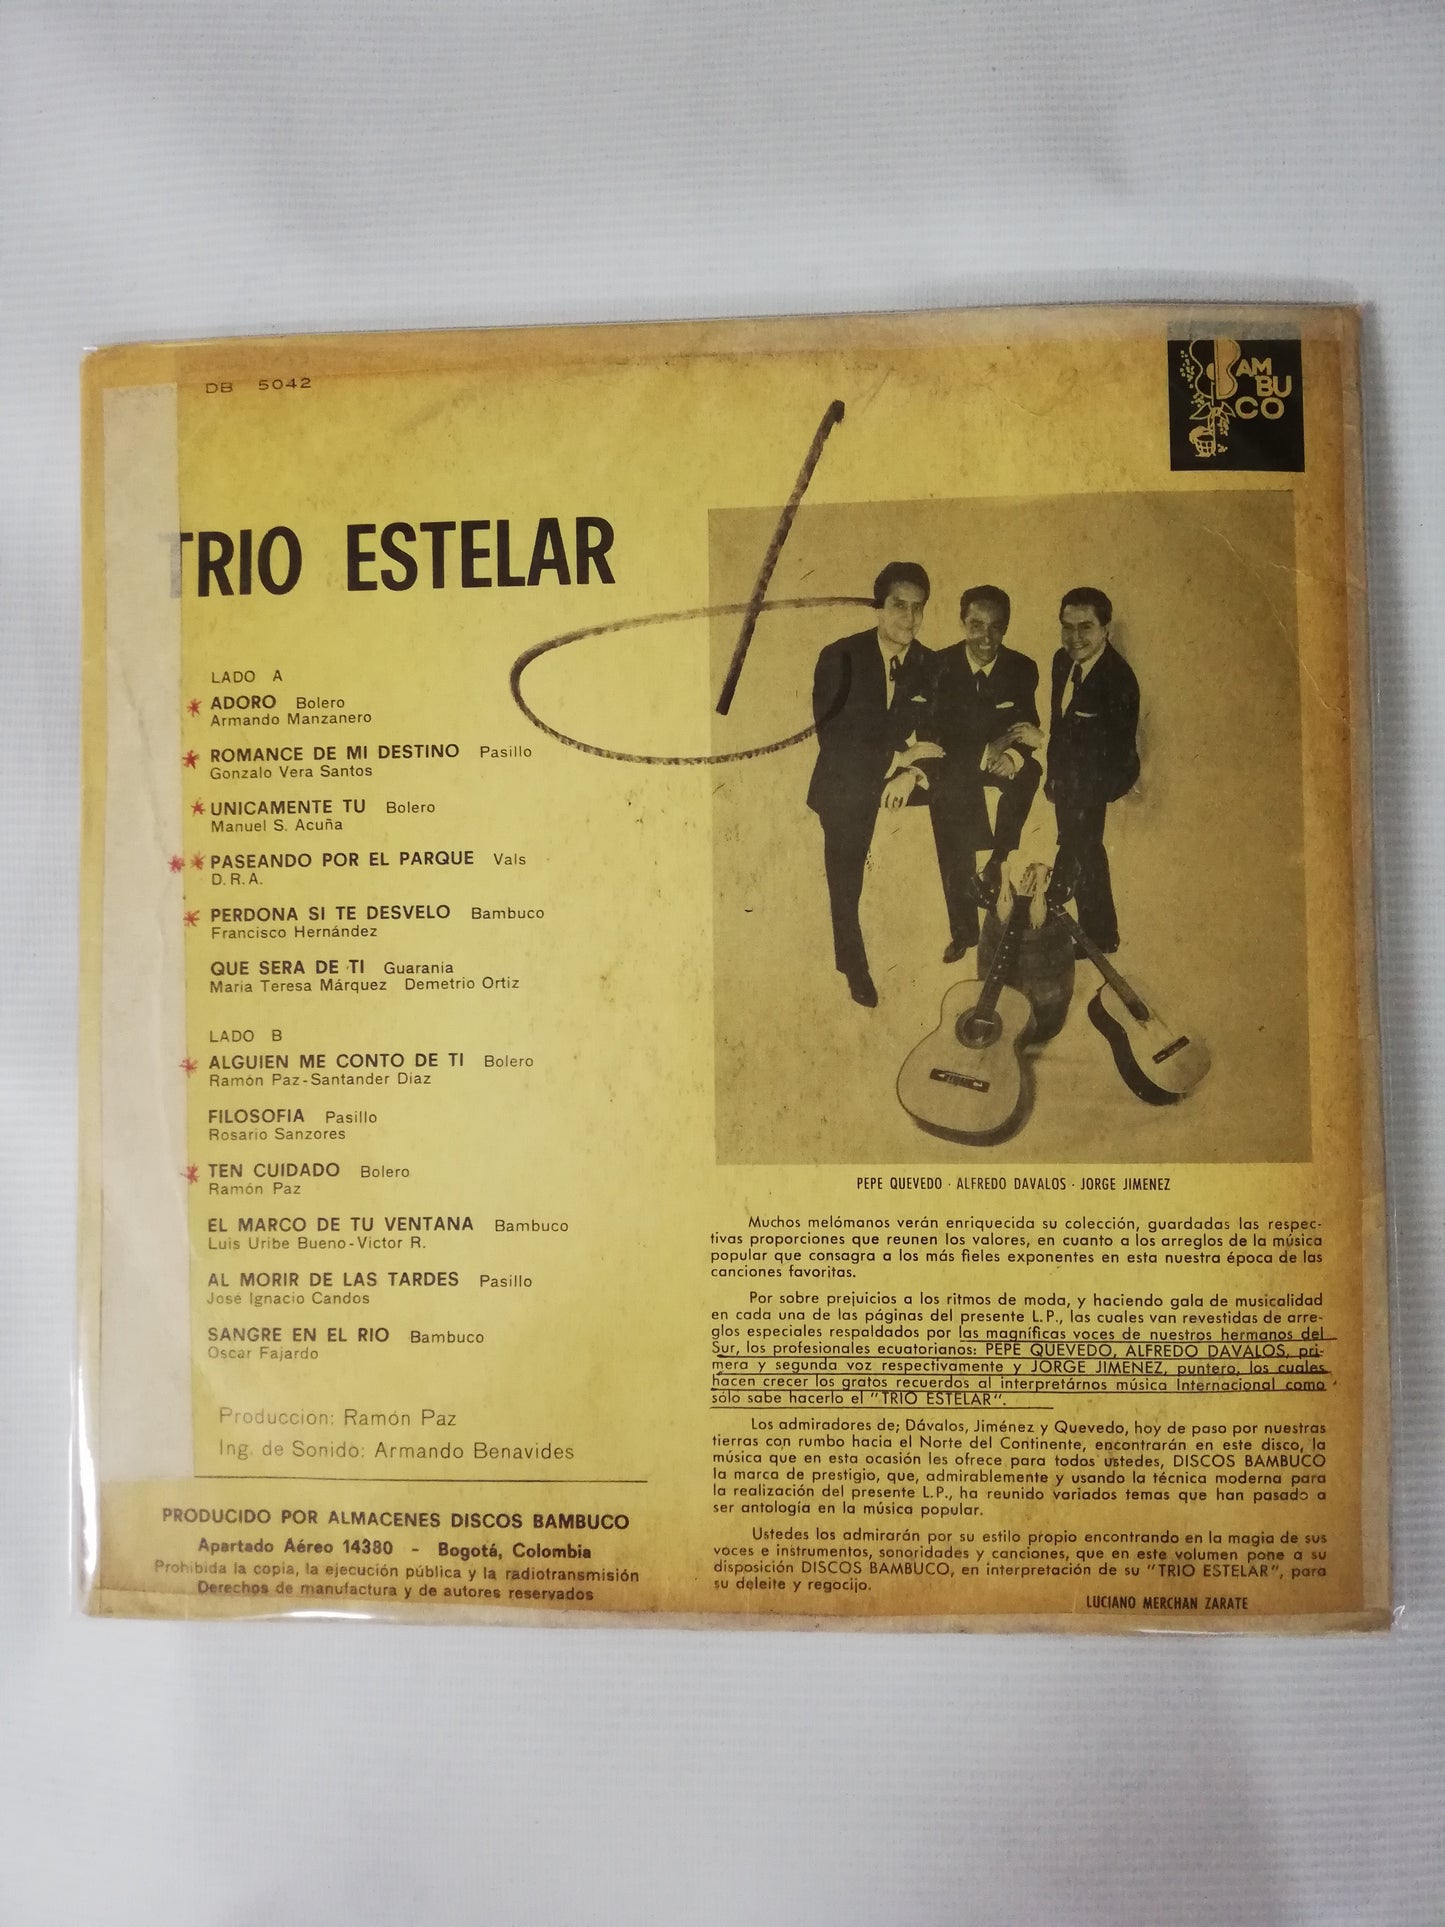 DB 5042
BAM
BU
CO
TRIO ESTELAR
LADO A
* ADORO Bolero
Armando Manzanero
* ROMANCE DE MI DESTINO Pasillo
Gonzalo Vera Santos
* UNICAMENTE TU Bolero
Manuel S. Acuña
* * PASEANDO POR EL PARQUE Vals
D.R.A.
* PERDONA SI TE DESVELO Bambuco
Francisco Hernández
QUE SERA DE TI Guarania
Maria Teresa Márquez Demetrio Ortiz
LADO B
* ALGUIEN ME CONTO DE TI Bolero
Ramón Paz-Santander Diaz
FILOSOFIA Pasillo
Rosario Sanzores
* TEN CUIDADO Bolero
Ramón Paz
EL MARCO DE TU VENTANA Bambuco
Luis Uribe Bueno-Victor R.
AL MORIR DE LAS TARDES Pasillo
José Ignacio Candos
SANGRE EN EL RIO Bambuco
Oscar Fajardo
Produccion: Ramón Paz
Ing. de Sonido: Armando Benavides
PRODUCIDO POR ALMACENES DISCOS BAMBUCO
Apartado Aéreo 14380 - Bogotá, Colombia
Prohibida la copia, la ejecución pública y la radiotransmisión
Derechos de manufactura y de autores reservados
PEPE QUEVEDO · ALFREDO DAVALOS · JORGE JIMENEZ
Muchos melómanos verán enriquecida su colección, guardadas las respec-
tivas proporciones que reunen los valores, en cuanto a los arreglos de la música
popular que consagra a los más fieles exponentes en esta nuestra época de las
canciones favoritas.
Por sobre prejuicios a los ritmos de moda, y haciendo gala de musicalidad
en cada una de las páginas del presente L.P., las cuales van revestidas de arre-
glos especiales respaldados por las magníficas voces de nuestros hermanos del
Sur, los profesionales ecuatorianos: PEPE QUEVEDO, ALFREDO DAVALOS, pri-
mera y segunda voz respectivamente y JORGE JIMENEZ, puntero, los cuales
hacen crecer los gratos recuerdos al interpretárnos música Internacional como
sólo sabe hacerlo el "TRIO ESTELAR".
Los admiradores de; Dávalos, Jiménez y Quevedo, hoy de paso por nuestras
tierras con rumbo hacia el Norte del Continente, encontrarán en este disco, la
música que en esta ocasión les ofrece para todos ustedes, DISCOS BAMBUCO
la marca de prestigio, que, admirablemente y usando la técnica moderna para
la realización del presente L.P., ha reunido variados temas que han pasado a
ser antología en la música popular.
Ustedes los admirarán por su estilo propio encontrando en la magia de sus
voces e instrumentos, sonoridades y canciones, que en este volumen pone a su
disposición DISCOS BAMBUCO, en interpretación de su "TRIO ESTELAR", para
su deleite y regocijo.
LUCIANO MERCHAN ZARATE